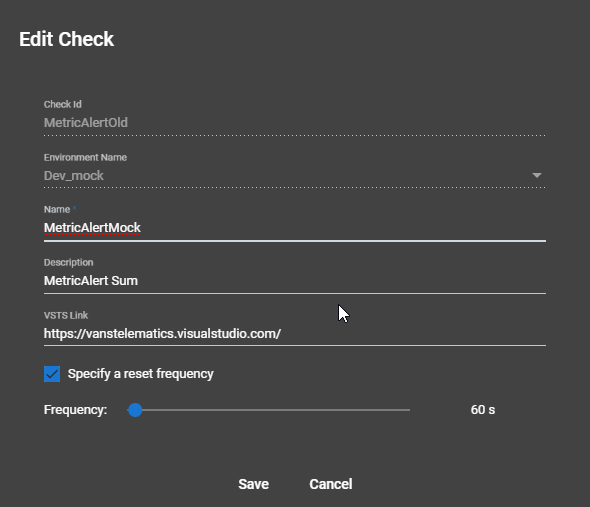 Edit Check
Check Id
MetricAlertOld
Environment Name
Dev_mock
Name *
MetricAlertMock
Description
MetricAlert Sum
VSTS Link
https://vanstelematics.visualstudio.com/
Specify a reset frequency
Frequency: 60 s
Save Cancel